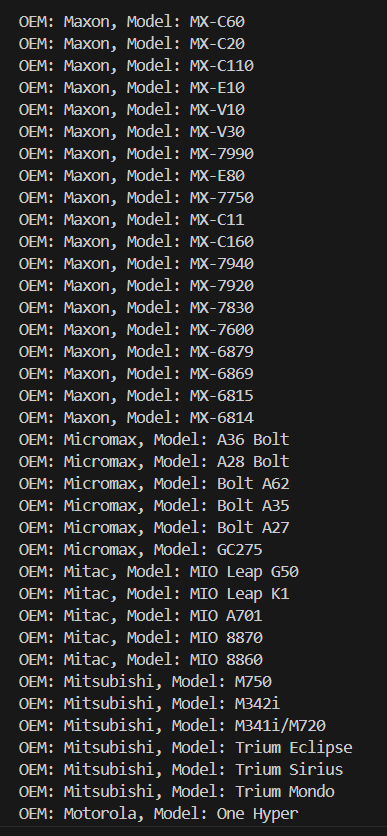 OEM: Maxon, Model: MX-C60
OEM: Maxon, Model: MX-C20
OEM: Maxon, Model: MX-C110
OEM: Maxon, Model: MX-E10
OEM: Maxon, Model: MX-V10
OEM: Maxon, Model: MX-V30
OEM: Maxon, Model: MX-7990
OEM: Maxon, Model: MX-E80
OEM: Maxon, Model: MX-7750
OEM: Maxon, Model: MX-C11
OEM: Maxon, Model: MX-C160
OEM: Maxon, Model: MX-7940
OEM: Maxon, Model: MX-7920
OEM: Maxon, Model: MX-7830
OEM: Maxon, Model: MX-7600
OEM: Maxon, Model: MX-6879
OEM: Maxon, Model: MX-6869
OEM: Maxon, Model: MX-6815
OEM: Maxon, Model: MX-6814
OEM: Micromax, Model: A36 Bolt
OEM: Micromax, Model: A28 Bolt
OEM: Micromax, Model: Bolt A62
OEM: Micromax, Model: Bolt A35
OEM: Micromax, Model: Bolt A27
OEM: Micromax, Model: GC275
OEM: Mitac, Model: MIO Leap G50
OEM: Mitac, Model: MIO Leap K1
OEM: Mitac, Model: MIO A701
OEM: Mitac, Model: MIO 8870
OEM: Mitac, Model: MIO 8860
OEM: Mitsubishi, Model: M750
OEM: Mitsubishi, Model: M342i
OEM: Mitsubishi, Model: M341i/M720
OEM: Mitsubishi, Model: Trium Eclipse
OEM: Mitsubishi, Model: Trium Sirius
OEM: Mitsubishi, Model: Trium Mondo
OEM: Motorola, Model: One Hyper